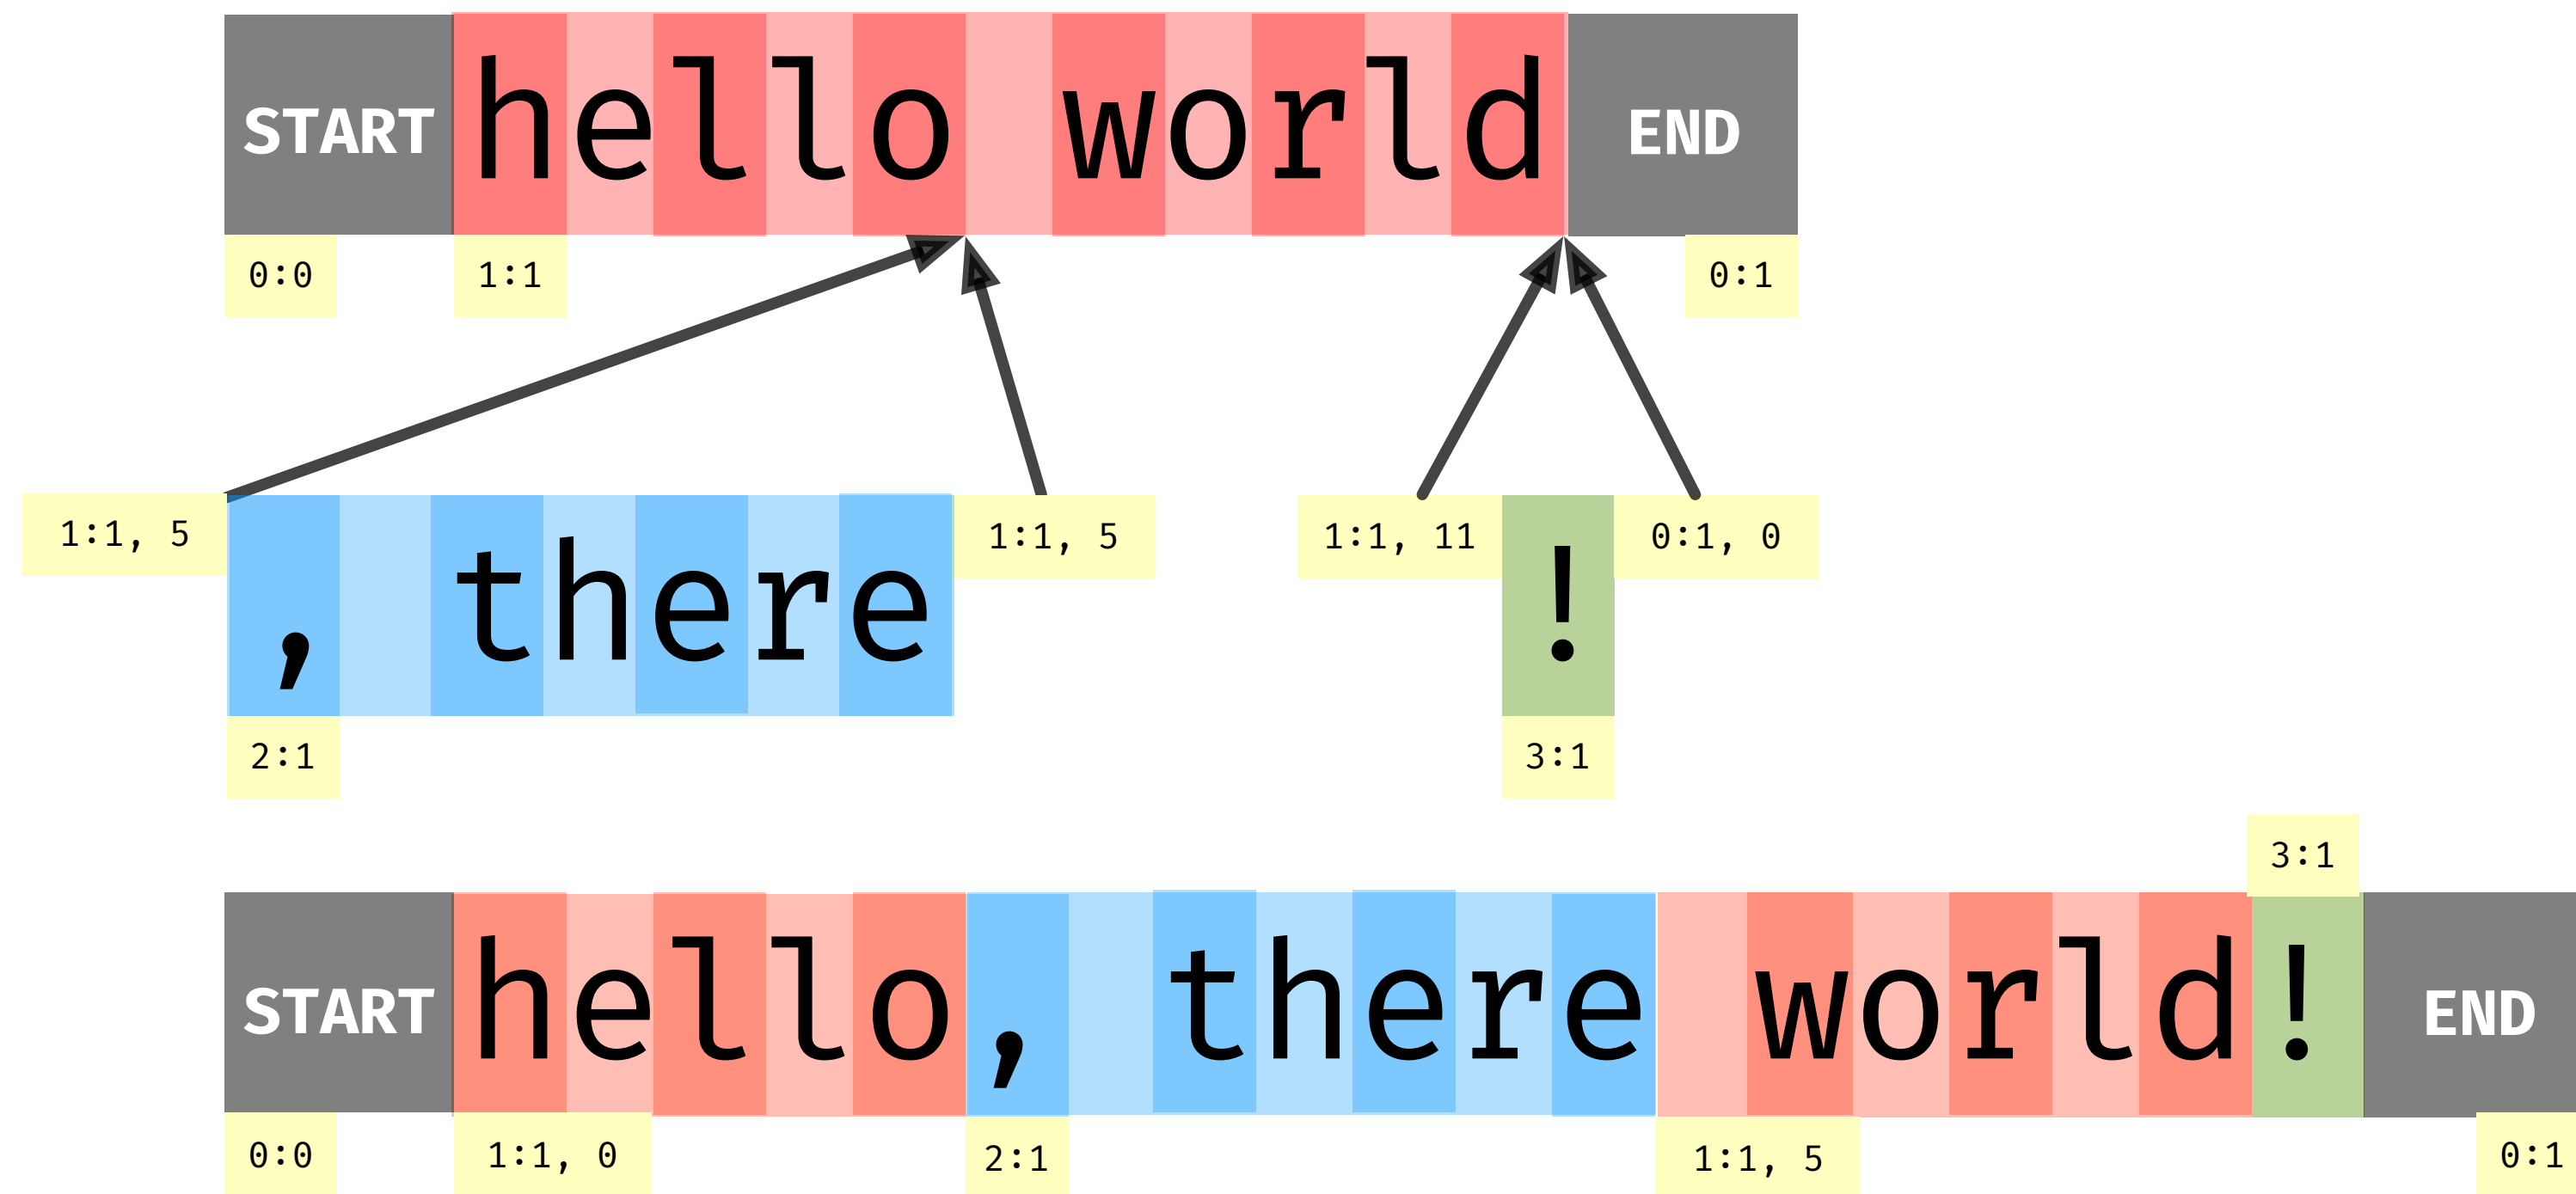 START hello world END
0:0 1:1 0:1
1:1, 5 , there 1:1, 5 1:1, 11 ! 0:1, 0
2:1 3:1
3:1
START hello, there world! END
0:0 1:1, 0 2:1 1:1, 5 0:1